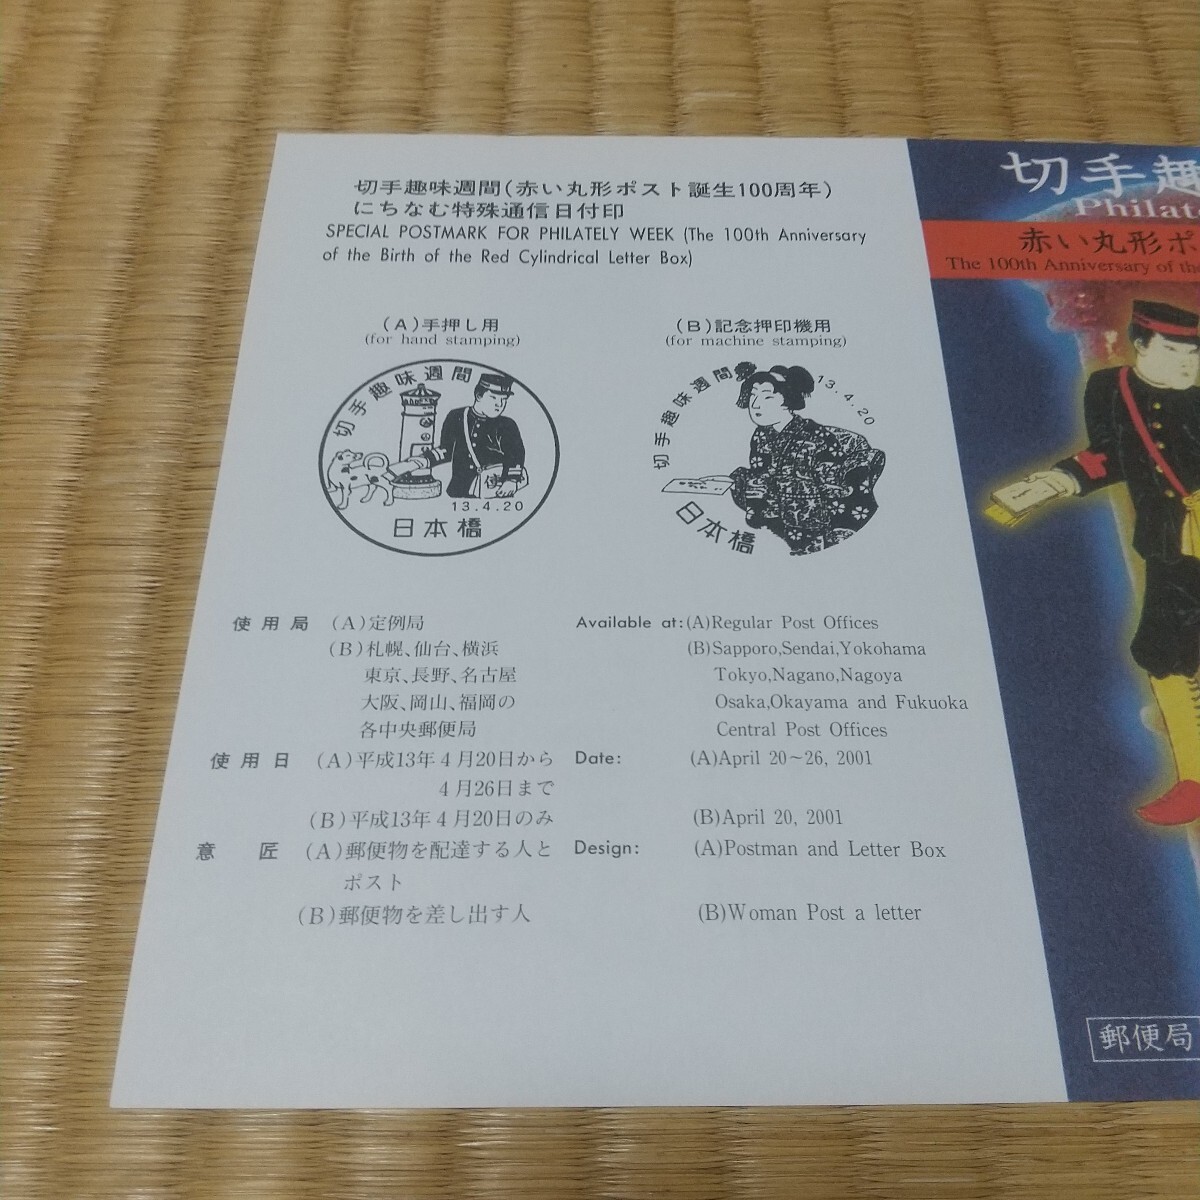 切手趣味週間(赤い丸形ポスト誕生100周年)
にちなむ特殊通信日付印
SPECIAL POSTMARK FOR PHILATELY WEEK (The 100th Anniversary
of the Birth of the Red Cylindrical Letter Box)
(A)手押し用
(for hand stamping)
切手趣味週間
使
13.4.20
日本橋
(B)記念押印機用
(for machine stamping)
切手趣味週間
13.4.20
日本橋
使用局 (A)定例局
(B)札幌、仙台、横浜
東京、長野、名古屋
大阪、岡山、福岡の
各中央郵便局
使用日 (A)平成13年4月20日から
4月26日まで
(B)平成13年4月20日のみ
意 匠 (A)郵便物を配達する人と
ポスト
(B)郵便物を差し出す人
Available at:(A)Regular Post Offices
(B)Sapporo,Sendai,Yokohama
Tokyo,Nagano,Nagoya
Osaka,Okayama and Fukuoka
Central Post Offices
Date: (A)April 20~26, 2001
(B)April 20, 2001
Design: (A)Postman and Letter Box
(B)Woman Post a letter
切手趣
Philat
赤い丸形ポ
The 100th Anniversary of the
郵便局